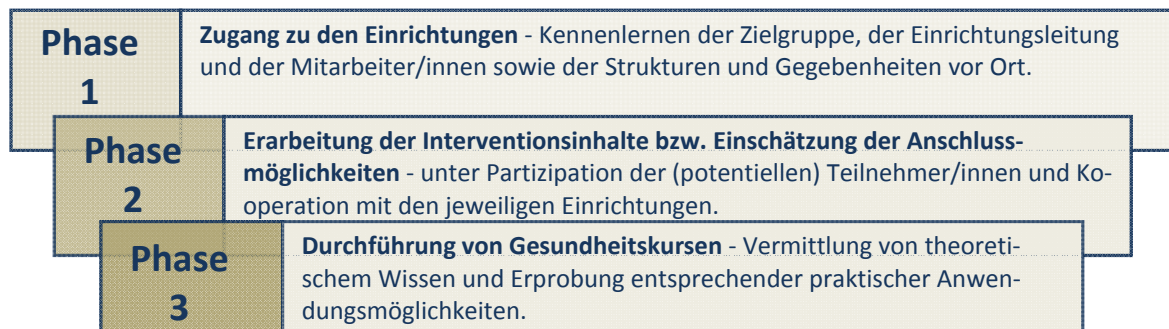 Phase
1
Zugang zu den Einrichtungen - Kennenlernen der Zielgruppe, der Einrichtungsleitung
und der Mitarbeiter/innen sowie der Strukturen und Gegebenheiten vor Ort.
Phase
2
Erarbeitung der Interventionsinhalte bzw. Einschätzung der Anschluss-
möglichkeiten - unter Partizipation der (potentiellen) Teilnehmer/innen und Ko-
operation mit den jeweiligen Einrichtungen.
Phase
3
Durchführung von Gesundheitskursen - Vermittlung von theoreti-
schem Wissen und Erprobung entsprechender praktischer Anwen-
dungsmöglichkeiten.